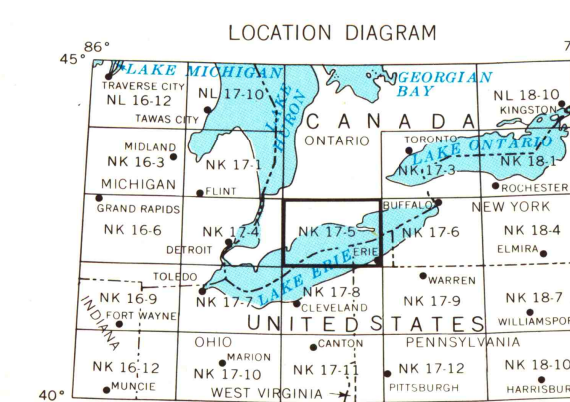 LOCATION DIAGRAM
86°
45°
LAKE MICHIGAN
GEORGIAN
BAY
TRAVERSE CITY
NL 16-12
NL 17-10
TAWAS CITY
LAKE
HURON
NL 18-10
KINGSTON
CANADA
ONTARIO
TORONTO
LAKE ONTARIO
MIDLAND
NK 16-3
NK 17-1
NK 17-3
NK 18-1
MICHIGAN
FLINT
ROCHESTER
GRAND RAPIDS
BUFFALO
NEW YORK
NK 16-6
NK 17-4
NK 17-5
NK 17-6
NK 18-4
DETROIT
ERIE
ELMIRA
TOLEDO
LAKE ERIE
WARREN
NK 16-9
NK 17-7
NK 17-8
NK 17-9
NK 18-7
INDIANA
FORT WAYNE
CLEVELAND
WILLIAMSPOR
UNITED STATES
OHIO
CANTON
PENNSYLVANIA
NK 16-12
MARION
NK 17-10
NK 17-11
NK 17-12
NK 18-10
MUNCIE
PITTSBURGH
HARRISBUR
40°
WEST VIRGINIA